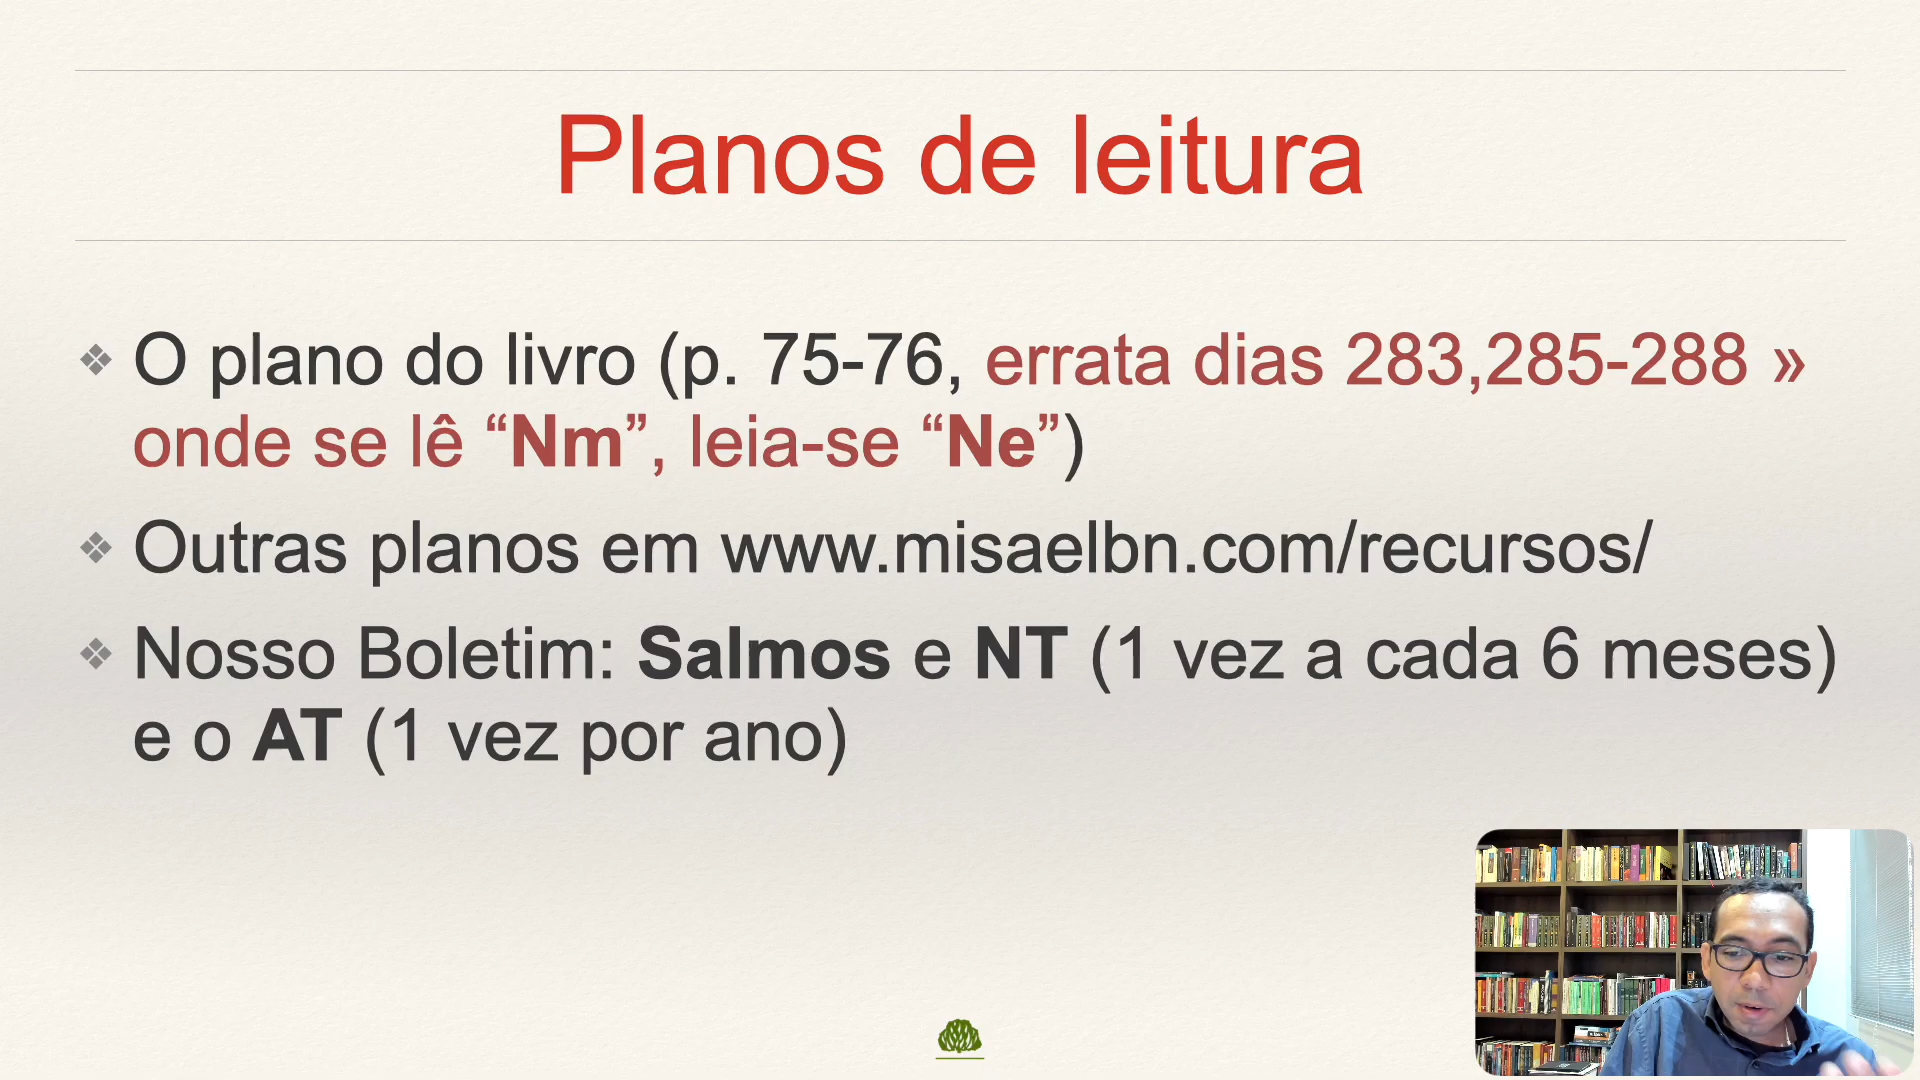 Planos de leitura
O plano do livro (p. 75-76, errata dias 283,285-288 »
onde se lê “Nm”, leia-se “Ne”)
Outras planos em www.misaelbn.com/recursos/
Nosso Boletim: Salmos e NT (1 vez a cada 6 meses)
e o AT (1 vez por ano)